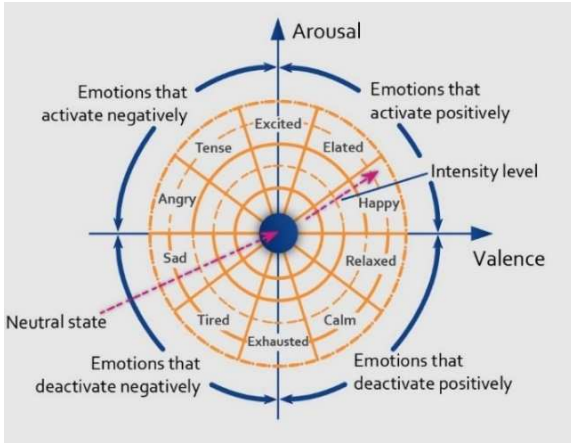 Arousal
Emotions that
activate negatively
Emotions that
activate positively
Excited
Tense
Elated
Intensity level
Angry
Happy
Valence
Sad
Relaxed
Neutral state
Tired
Calm
Exhausted
Emotions that
deactivate negatively
Emotions that
deactivate positively